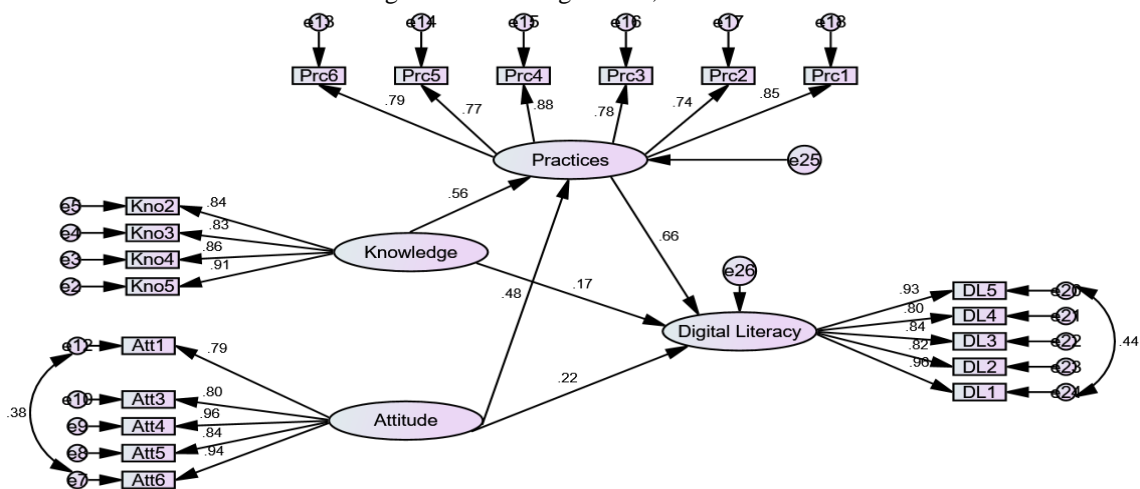 e13 e14 e15 e16 e17 e18
Prc6 Prc5 Prc4 Prc3 Prc2 Prc1
.79 .77 .88 .78 .74 .85
Practices e25
.56 .48 .66
e5 Kno2 .84
e4 Kno3 .83
e3 Kno4 .86
e2 Kno5 .91
Knowledge
.17
e26
Digital Literacy
.22
.93 DL5 e20
.80 DL4 e21
.84 DL3 e22
.82 DL2 e23
DL1 e24
.44
e12 Att1 .79
e10 Att3 .80
e9 Att4 .96
e8 Att5 .84
e7 Att6 .94
.38
Attitude